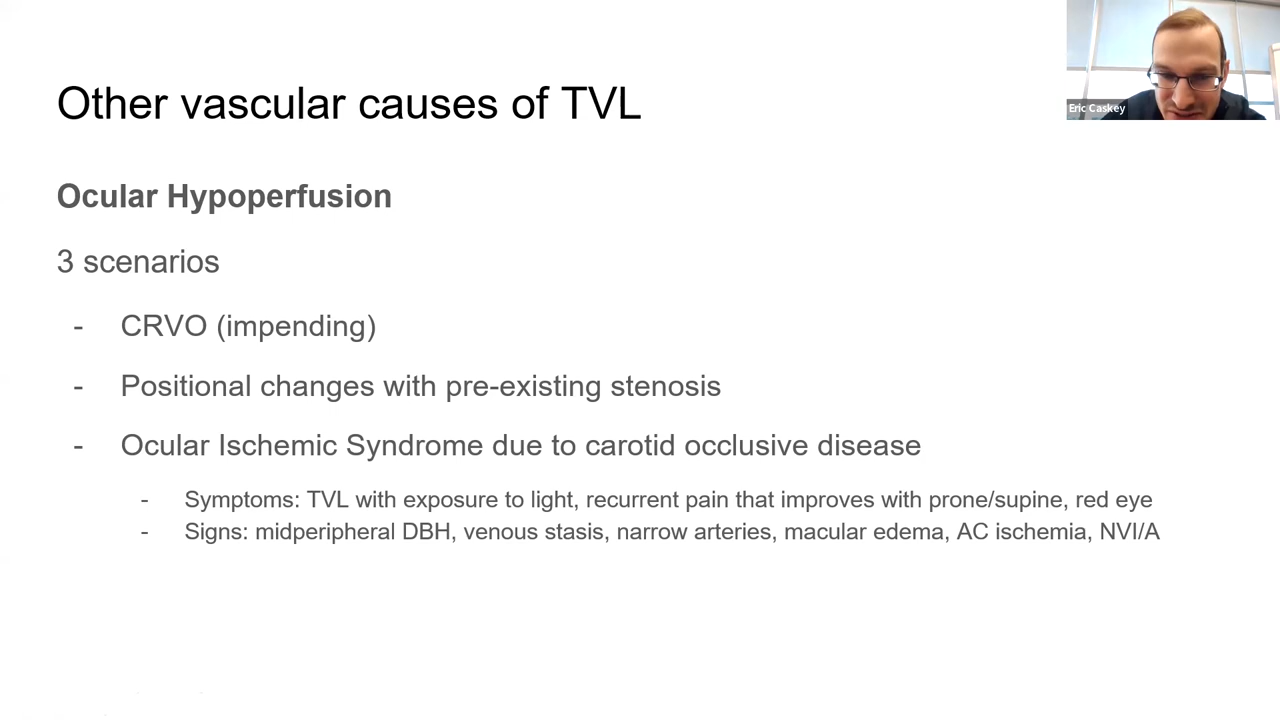 Other vascular causes of TVL
Eric Caskey
Ocular Hypoperfusion
3 scenarios
- CRVO (impending)
- Positional changes with pre-existing stenosis
- Ocular Ischemic Syndrome due to carotid occlusive disease
- Symptoms: TVL with exposure to light, recurrent pain that improves with prone/supine, red eye
- Signs: midperipheral DBH, venous stasis, narrow arteries, macular edema, AC ischemia, NVI/A